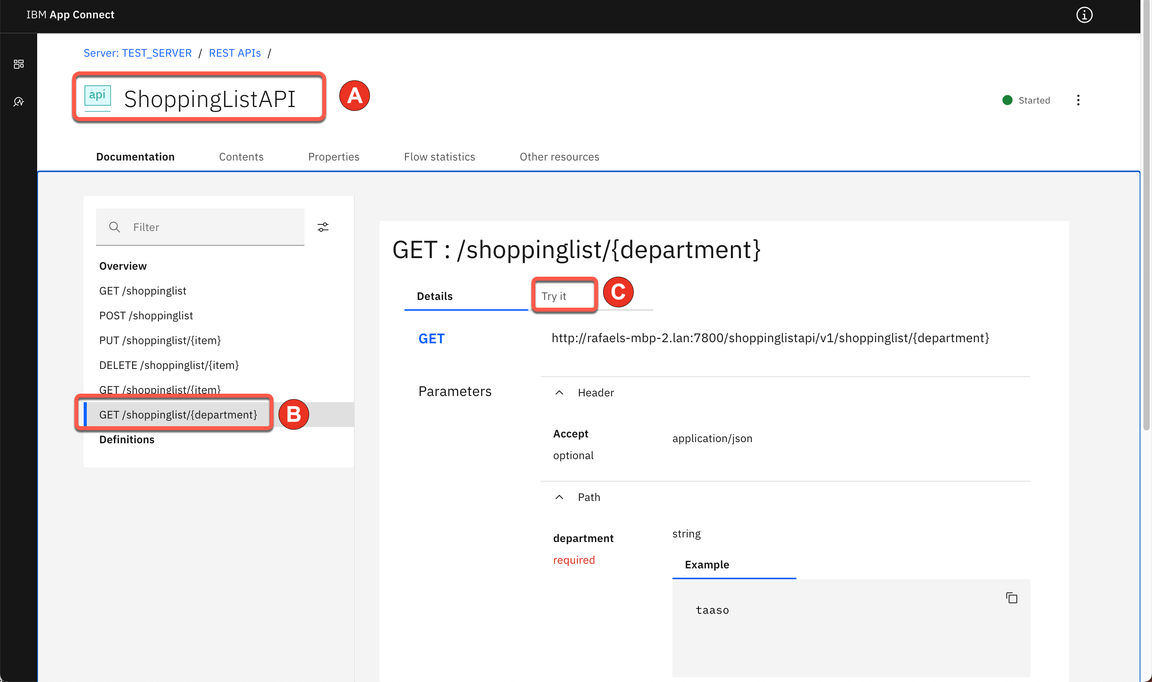 IBM App Connect
Server: TEST_SERVER / REST APIs /
api ShoppingListAPI A
Started
Documentation Contents Properties Flow statistics Other resources
Filter
Overview
GET /shoppinglist
POST /shoppinglist
PUT /shoppinglist/{item}
DELETE /shoppinglist/{item}
GET /shoppinglist/{item}
GET /shoppinglist/{department} B
Definitions
GET : /shoppinglist/{department}
Details Try it C
GET http://rafaels-mbp-2.lan:7800/shoppinglistapi/v1/shoppinglist/{department}
Parameters Header
Accept application/json
optional
Path
department string
required
Example
taaso